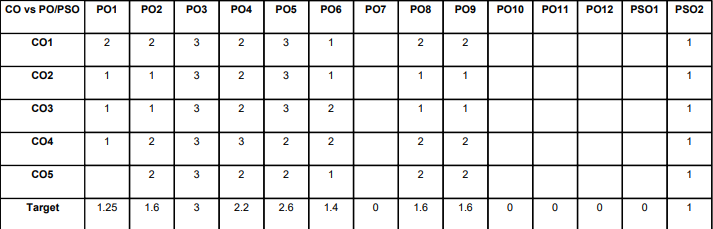 CO vs PO/PSO PO1 PO2 PO3 PO4 PO5 PO6 PO7 PO8 PO9 PO10 PO11 PO12 PSO1 PSO2
CO1 2 2 3 2 3 1 2 2 1
CO2 1 1 3 2 3 1 1 1 1
CO3 1 1 3 2 3 2 1 1 1
CO4 1 2 3 3 2 2 2 2 1
CO5 2 3 2 2 1 2 2 1
Target 1.25 1.6 3 2.2 2.6 1.4 0 1.6 1.6 0 0 0 0 1